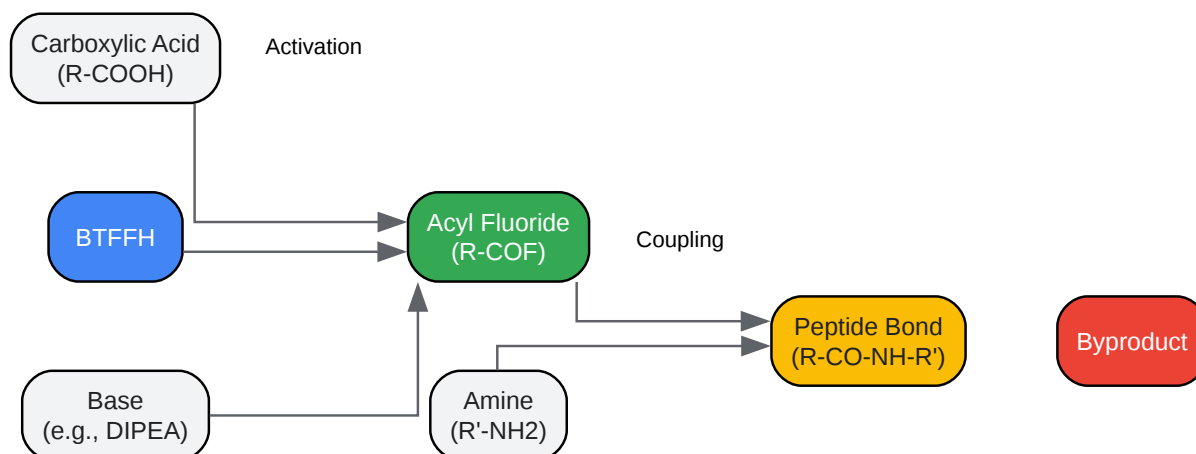 Carboxylic Acid
(R-COOH)
Activation
BTFFH
Acyl Fluoride
(R-COF)
Coupling
Peptide Bond
(R-CO-NH-R')
Byproduct
Base
(e.g., DIPEA)
Amine
(R'-NH2)